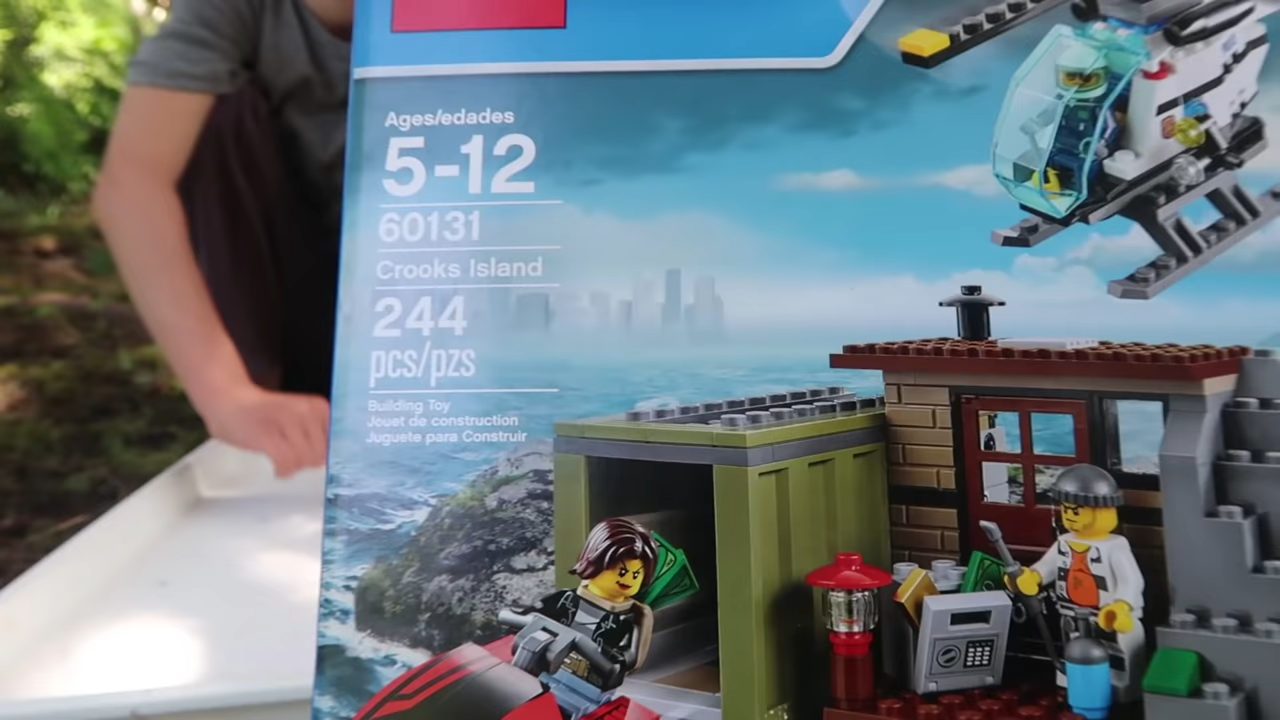 Ages/edades
5-12
60131
Crooks Island
244
pcs/pzs
Building Toy
Jouet de construction
Juguete para Construir